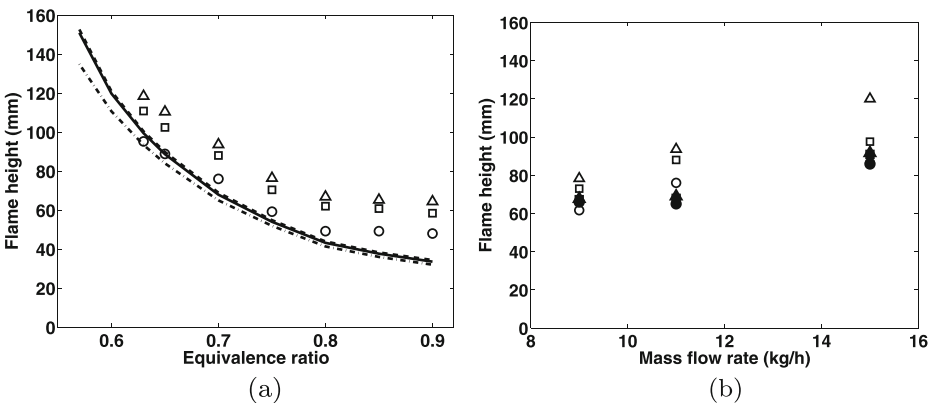 160
140
120
100
80
60
40
20
0
Flame height (mm)
0.6 0.7 0.8 0.9
Equivalence ratio
(a)
160
140
120
100
80
60
40
20
0
Flame height (mm)
8 10 12 14 16
Mass flow rate (kg/h)
(b)